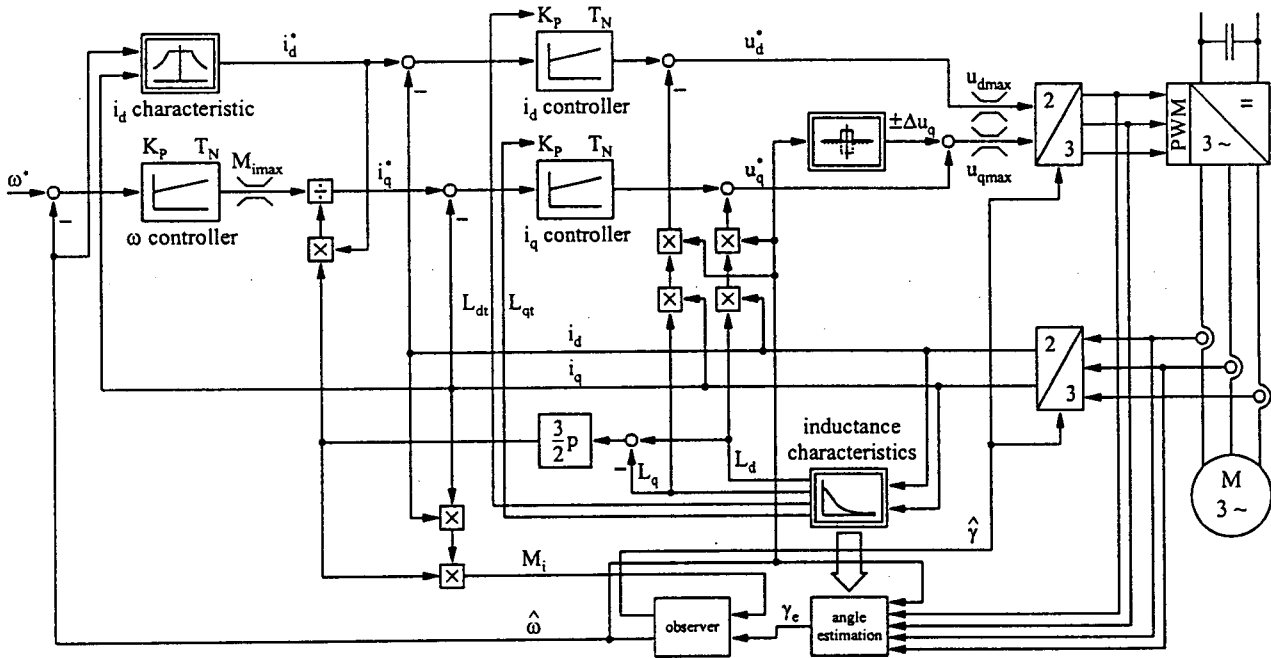 i_d^*
K_P T_N
u_d^*
u_dmax
2
3
PWM
=
3 ~
i_d characteristic
i_d controller
±Δu_q
ω^*
K_P T_N
M_imax
÷
i_q^*
K_P T_N
u_q^*
u_qmax
ω controller
i_q controller
×
×
×
×
×
L_dt
L_qt
i_d
i_q
2
3
3/2 p
L_q
L_d
inductance
characteristics
M
3 ~
×
×
M_i
γ̂
ω̂
observer
γ_e
angle
estimation